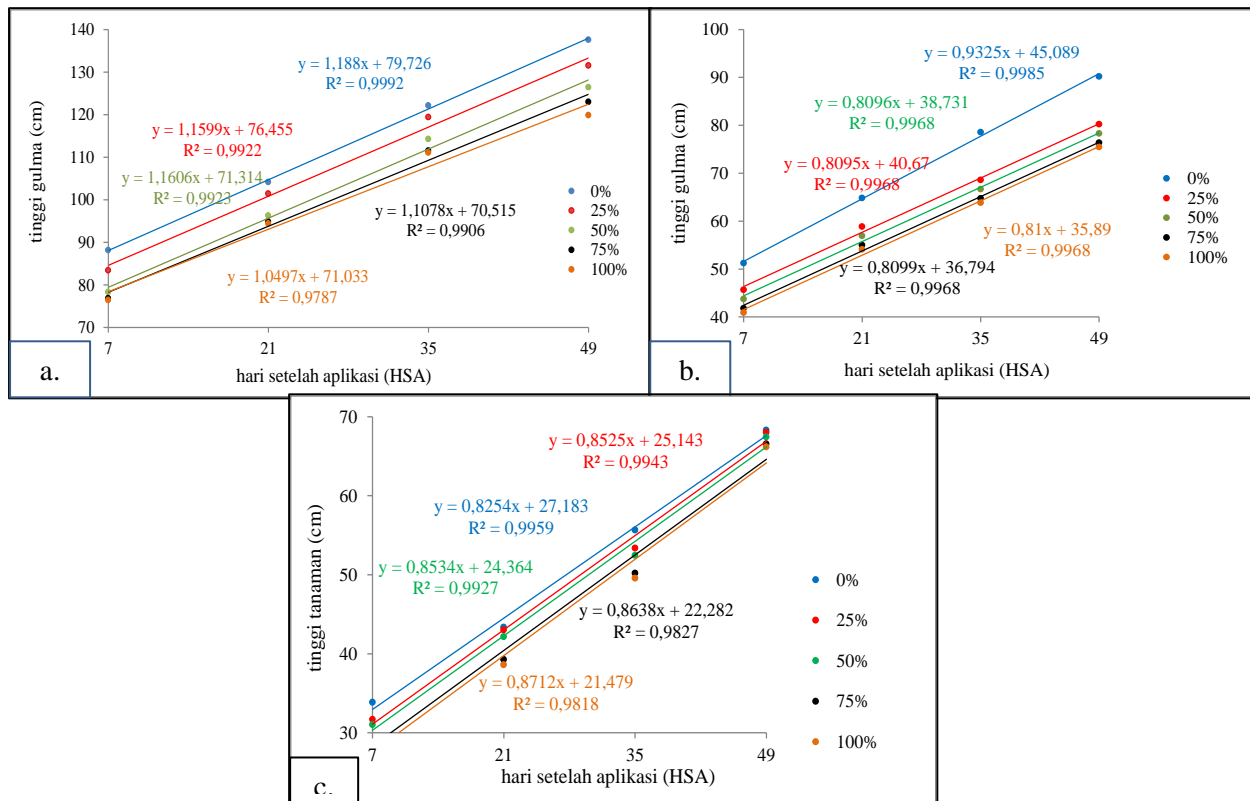 140
130
120
110
100
90
80
70
tinggi gulma (cm)
y = 1,188x + 79,726
R² = 0,9992
y = 1,1599x + 76,455
R² = 0,9922
y = 1,1606x + 71,314
R² = 0,9923
y = 1,1078x + 70,515
R² = 0,9906
y = 1,0497x + 71,033
R² = 0,9787
0%
25%
50%
75%
100%
7 21 35 49
hari setelah aplikasi (HSA)
a.
100
90
80
70
60
50
40
tinggi gulma (cm)
y = 0,9325x + 45,089
R² = 0,9985
y = 0,8096x + 38,731
R² = 0,9968
y = 0,8095x + 40,67
R² = 0,9968
y = 0,81x + 35,89
R² = 0,9968
y = 0,8099x + 36,794
R² = 0,9968
0%
25%
50%
75%
100%
7 21 35 49
hari setelah aplikasi (HSA)
b.
70
60
50
40
30
tinggi tanaman (cm)
y = 0,8525x + 25,143
R² = 0,9943
y = 0,8254x + 27,183
R² = 0,9959
y = 0,8534x + 24,364
R² = 0,9927
y = 0,8638x + 22,282
R² = 0,9827
y = 0,8712x + 21,479
R² = 0,9818
0%
25%
50%
75%
100%
7 21 35 49
hari setelah aplikasi (HSA)
c.